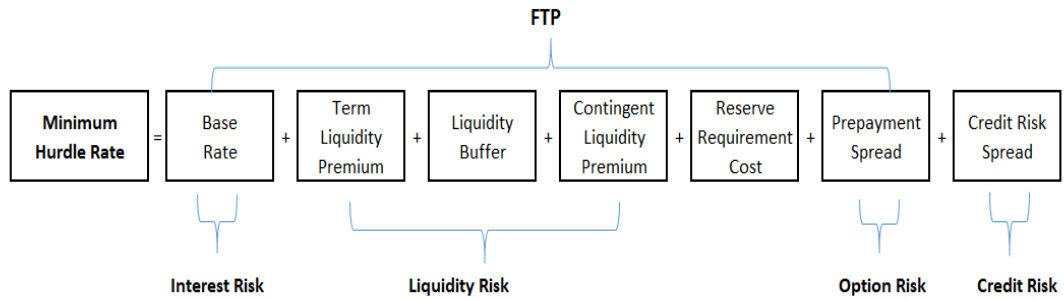 FTP
Minimum
Hurdle Rate
=
Base
Rate
+
Term
Liquidity
Premium
+
Liquidity
Buffer
+
Contingent
Liquidity
Premium
+
Reserve
Requirement
Cost
+
Prepayment
Spread
+
Credit Risk
Spread
Interest Risk
Liquidity Risk
Option Risk
Credit Risk